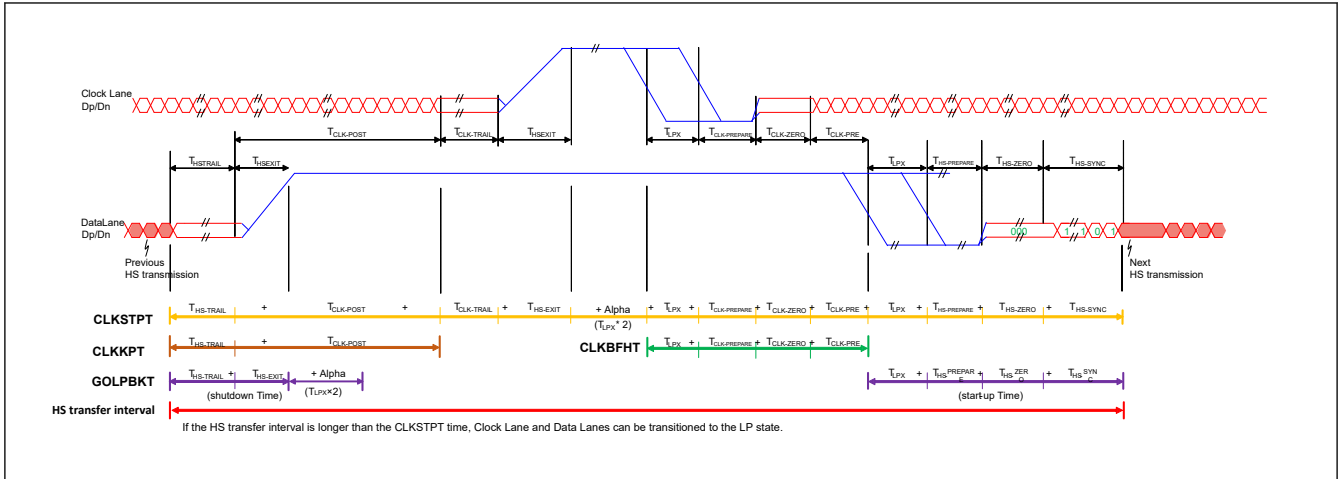 Clock Lane
Dp/Dn
TCLK-POST
TCLK-TRAIL
THSEXIT
TLPX
TCLK-PREPARE
TCLK-ZERO
TCLK-PRE
THSTRAIL
THSEXIT
TLPX
THS-PREPARE
THS-ZERO
THS-SYNC
DataLane
Dp/Dn
000
1 1 0 1
Previous
HS transmission
Next
HS transmission
CLKSTPT
THS-TRAIL + TCLK-POST + TCLK-TRAIL + THS-EXIT + Alpha + TLPX + TCLK-PREPARE + TCLK-ZERO + TCLK-PRE + TLPX + THS-PREPARE + THS-ZERO + THS-SYNC
(TLPX* 2)
CLKKPT
THS-TRAIL + TCLK-POST
CLKBFHT
TLPX + TCLK-PREPARE + TCLK-ZERO + TCLK-PRE
GOLPBKT
THS-TRAIL + THS-EXIT + Alpha
(shutdown Time)
(TLPX×2)
TLPX + THS-PREPARE + THS-ZERO + THS-SYNC
(start-up Time)
HS transfer interval
If the HS transfer interval is longer than the CLKSTPT time, Clock Lane and Data Lanes can be transitioned to the LP state.